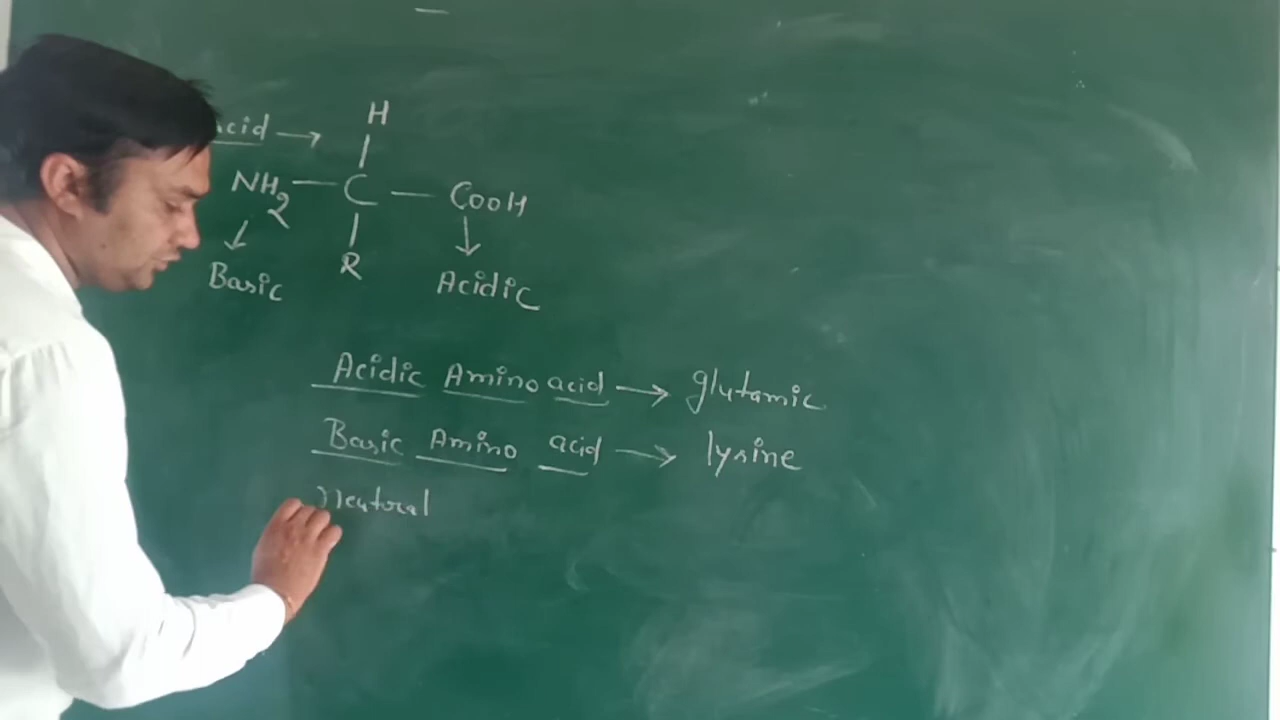 acid →
H
NH2 — C — COOH
R
Basic Acidic
Acidic Amino acid → glutamic
Basic Amino acid → lysine
Neutral